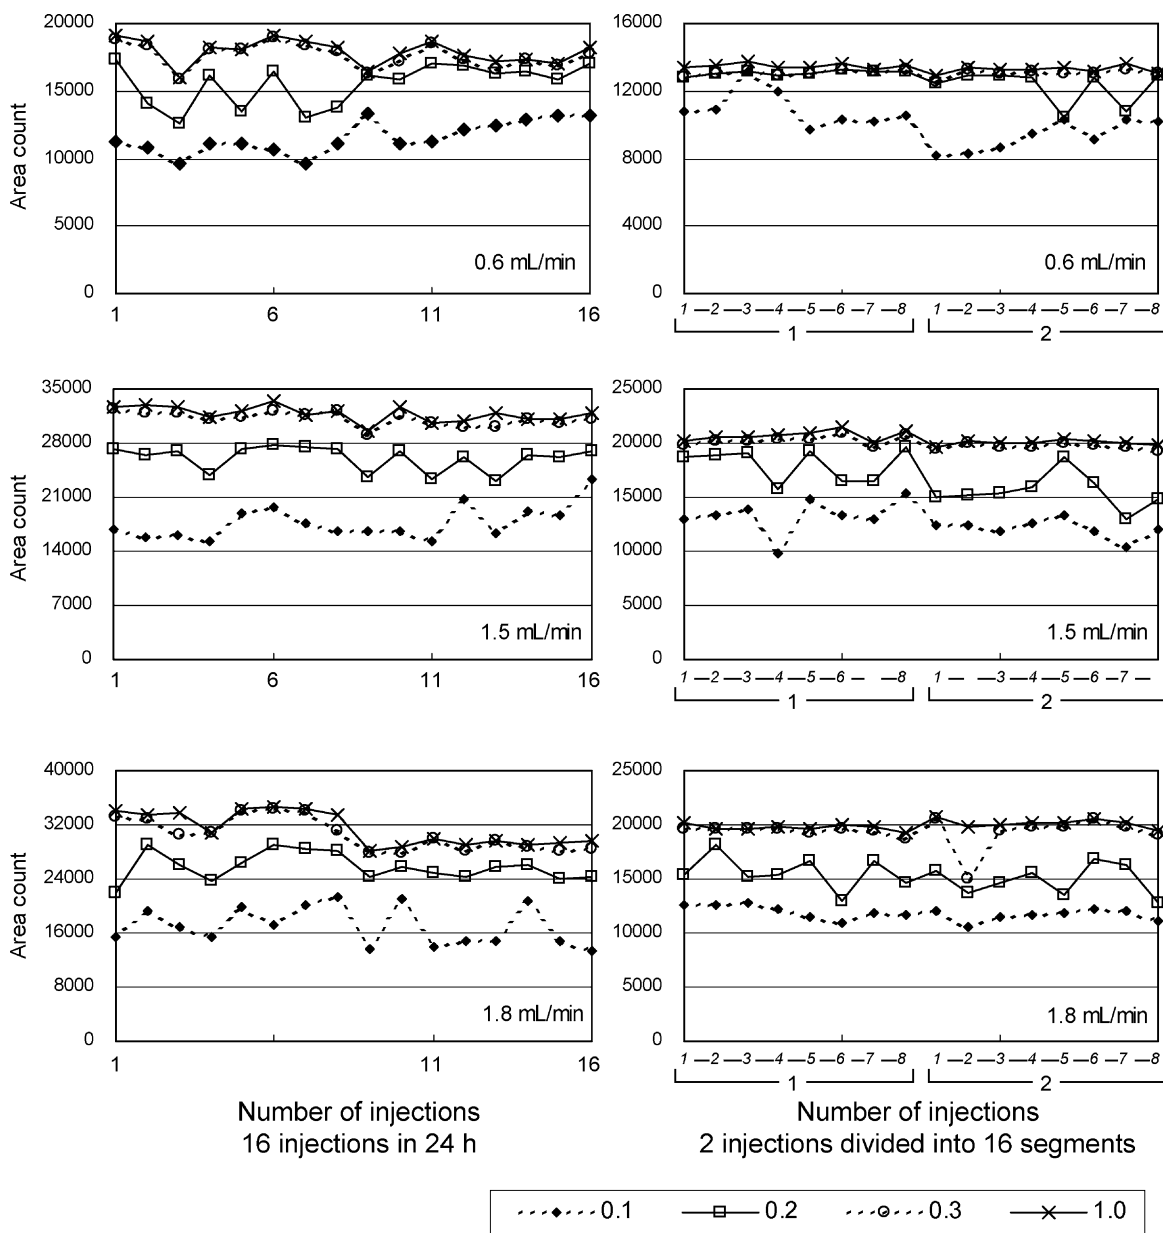 20000
15000
10000
5000
0
Area count
0.6 mL/min
1 6 11 16
16000
12000
8000
4000
0
0.6 mL/min
1 —2 —3 —4 —5 —6 —7 —8 1 —2 —3 —4 —5 —6 —7 —8
1 2
35000
28000
21000
14000
7000
0
Area count
1.5 mL/min
1 6 11 16
25000
20000
15000
10000
5000
0
1.5 mL/min
1 —2 —3 —4 —5 —6 — —8 1 — —3 —4 —5 —6 —7 —
1 2
40000
32000
24000
16000
8000
0
Area count
1.8 mL/min
1 6 11 16
25000
20000
15000
10000
5000
0
1.8 mL/min
1 —2 —3 —4 —5 —6 —7 —8 1 —2 —3 —4 —5 —6 —7 —8
1 2
Number of injections
16 injections in 24 h
Number of injections
2 injections divided into 16 segments
0.1 0.2 0.3 1.0